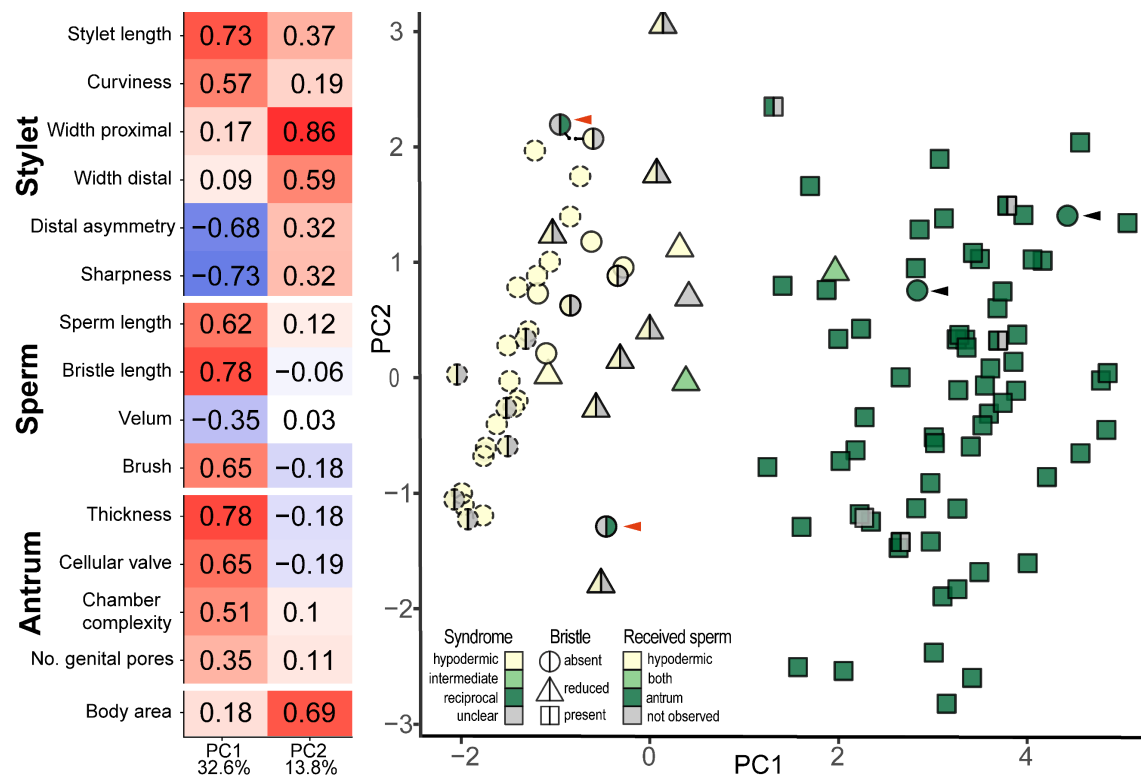 Stylet
Stylet length 0.73 0.37
Curviness 0.57 0.19
Width proximal 0.17 0.86
Width distal 0.09 0.59
Distal asymmetry −0.68 0.32
Sharpness −0.73 0.32
Sperm
Sperm length 0.62 0.12
Bristle length 0.78 −0.06
Velum −0.35 0.03
Brush 0.65 −0.18
Antrum
Thickness 0.78 −0.18
Cellular valve 0.65 −0.19
Chamber
complexity 0.51 0.1
No. genital pores 0.35 0.11
Body area 0.18 0.69
PC1 PC2
32.6% 13.8%
PC2
3
2
1
0
−1
−2
−3
Syndrome Bristle Received sperm
hypodermic absent hypodermic
intermediate reduced both
reciprocal present antrum
unclear not observed
−2 0 2 4
PC1